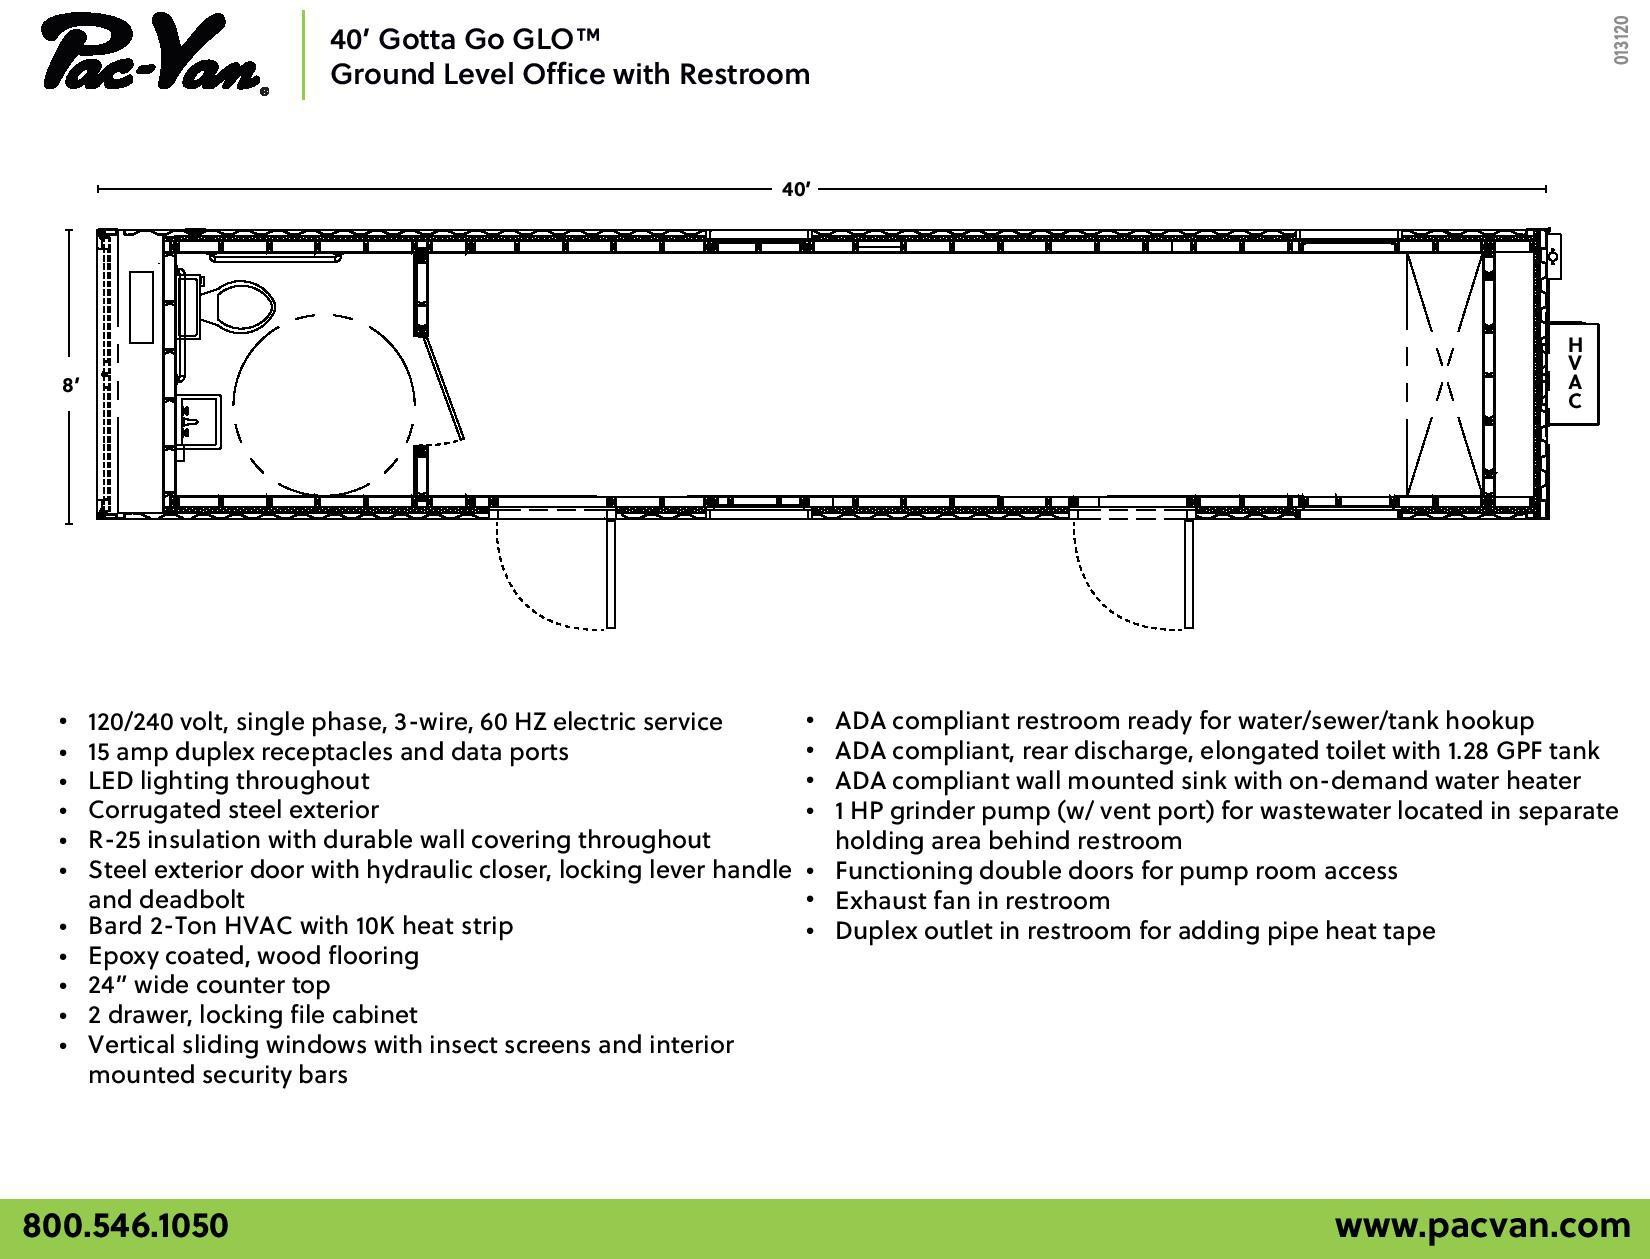 Pac-Van®
40’ Gotta Go GLO™
Ground Level Office with Restroom
013120
40’
8’
H
V
A
C
• 120/240 volt, single phase, 3-wire, 60 HZ electric service
• 15 amp duplex receptacles and data ports
• LED lighting throughout
• Corrugated steel exterior
• R-25 insulation with durable wall covering throughout
• Steel exterior door with hydraulic closer, locking lever handle
and deadbolt
• Bard 2-Ton HVAC with 10K heat strip
• Epoxy coated, wood flooring
• 24” wide counter top
• 2 drawer, locking file cabinet
• Vertical sliding windows with insect screens and interior
mounted security bars
• ADA compliant restroom ready for water/sewer/tank hookup
• ADA compliant, rear discharge, elongated toilet with 1.28 GPF tank
• ADA compliant wall mounted sink with on-demand water heater
• 1 HP grinder pump (w/ vent port) for wastewater located in separate
holding area behind restroom
• Functioning double doors for pump room access
• Exhaust fan in restroom
• Duplex outlet in restroom for adding pipe heat tape
800.546.1050
www.pacvan.com